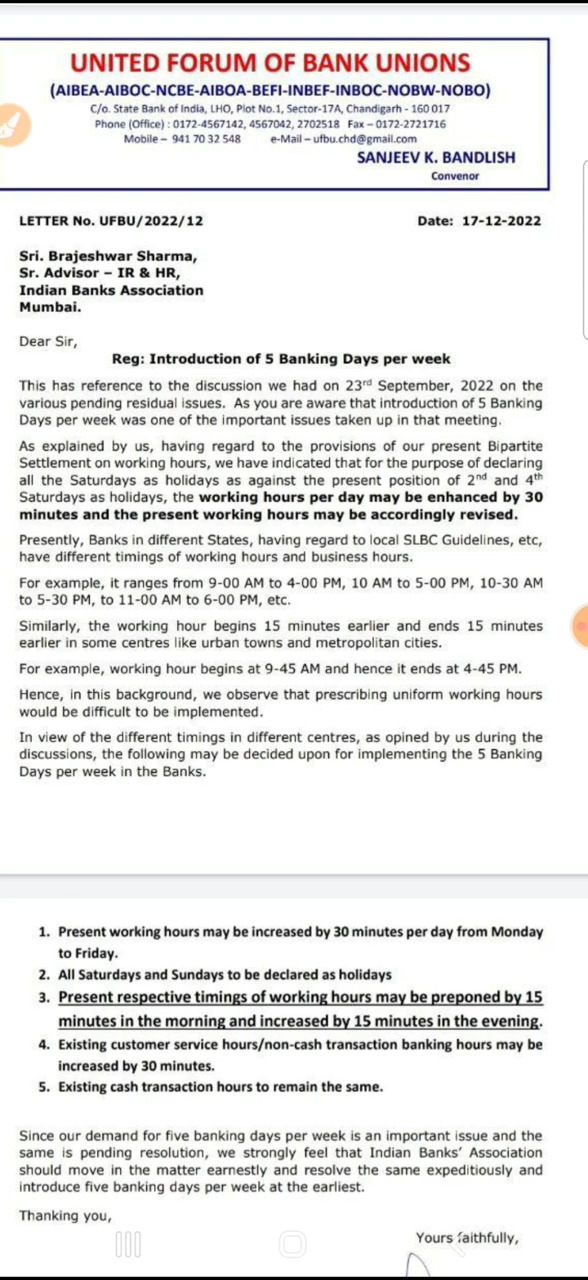 UNITED FORUM OF BANK UNIONS
(AIBEA-AIBOC-NCBE-AIBOA-BEFI-INBEF-INBOC-NOBW-NOBO)
C/o. State Bank of India, LHO, Plot No.1, Sector-17A, Chandigarh - 160 017
Phone (Office) : 0172-4567142, 4567042, 2702518 Fax – 0172-2721716
Mobile – 941 70 32 548 e-Mail – ufbu.chd@gmail.com
SANJEEV K. BANDLISH
Convenor
LETTER No. UFBU/2022/12 Date: 17-12-2022
Sri. Brajeshwar Sharma,
Sr. Advisor – IR & HR,
Indian Banks Association
Mumbai.
Dear Sir,
Reg: Introduction of 5 Banking Days per week
This has reference to the discussion we had on 23rd September, 2022 on the
various pending residual issues. As you are aware that introduction of 5 Banking
Days per week was one of the important issues taken up in that meeting.
As explained by us, having regard to the provisions of our present Bipartite
Settlement on working hours, we have indicated that for the purpose of declaring
all the Saturdays as holidays as against the present position of 2nd and 4th
Saturdays as holidays, the working hours per day may be enhanced by 30
minutes and the present working hours may be accordingly revised.
Presently, Banks in different States, having regard to local SLBC Guidelines, etc,
have different timings of working hours and business hours.
For example, it ranges from 9-00 AM to 4-00 PM, 10 AM to 5-00 PM, 10-30 AM
to 5-30 PM, to 11-00 AM to 6-00 PM, etc.
Similarly, the working hour begins 15 minutes earlier and ends 15 minutes
earlier in some centres like urban towns and metropolitan cities.
For example, working hour begins at 9-45 AM and hence it ends at 4-45 PM.
Hence, in this background, we observe that prescribing uniform working hours
would be difficult to be implemented.
In view of the different timings in different centres, as opined by us during the
discussions, the following may be decided upon for implementing the 5 Banking
Days per week in the Banks.
1. Present working hours may be increased by 30 minutes per day from Monday
to Friday.
2. All Saturdays and Sundays to be declared as holidays
3. Present respective timings of working hours may be preponed by 15
minutes in the morning and increased by 15 minutes in the evening.
4. Existing customer service hours/non-cash transaction banking hours may be
increased by 30 minutes.
5. Existing cash transaction hours to remain the same.
Since our demand for five banking days per week is an important issue and the
same is pending resolution, we strongly feel that Indian Banks’ Association
should move in the matter earnestly and resolve the same expeditiously and
introduce five banking days per week at the earliest.
Thanking you,
Yours faithfully,